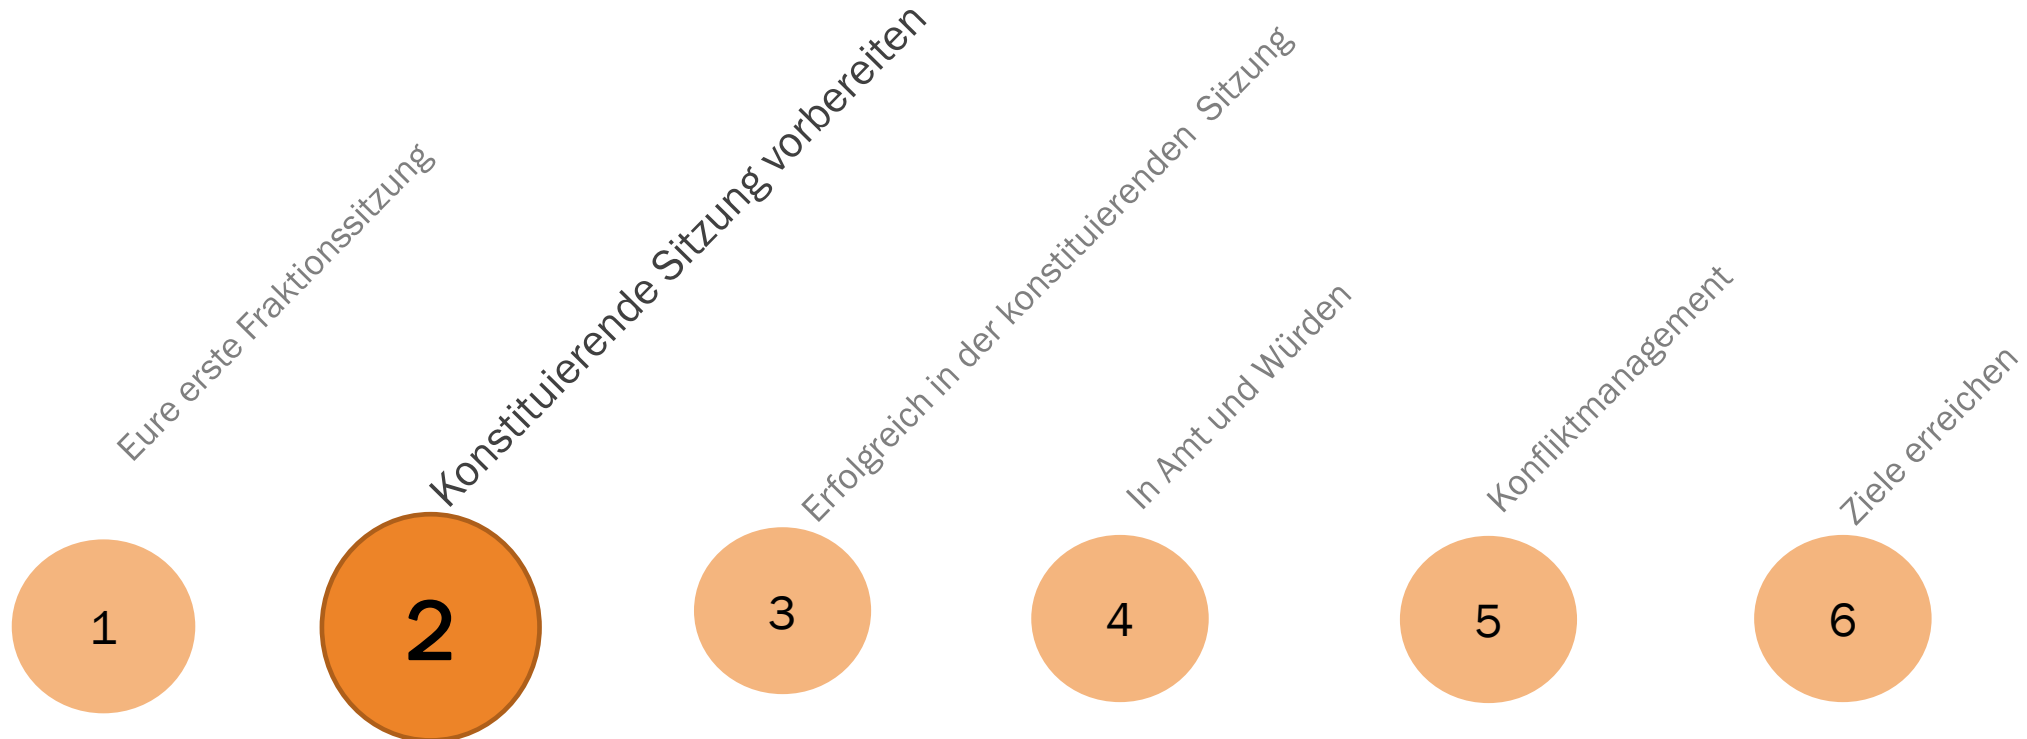 Eure erste Fraktionssitzung
Konstituierende Sitzung vorbereiten
Erfolgreich in der konstituierenden Sitzung
In Amt und Würden
Konfliktmanagement
Ziele erreichen
1
2
3
4
5
6